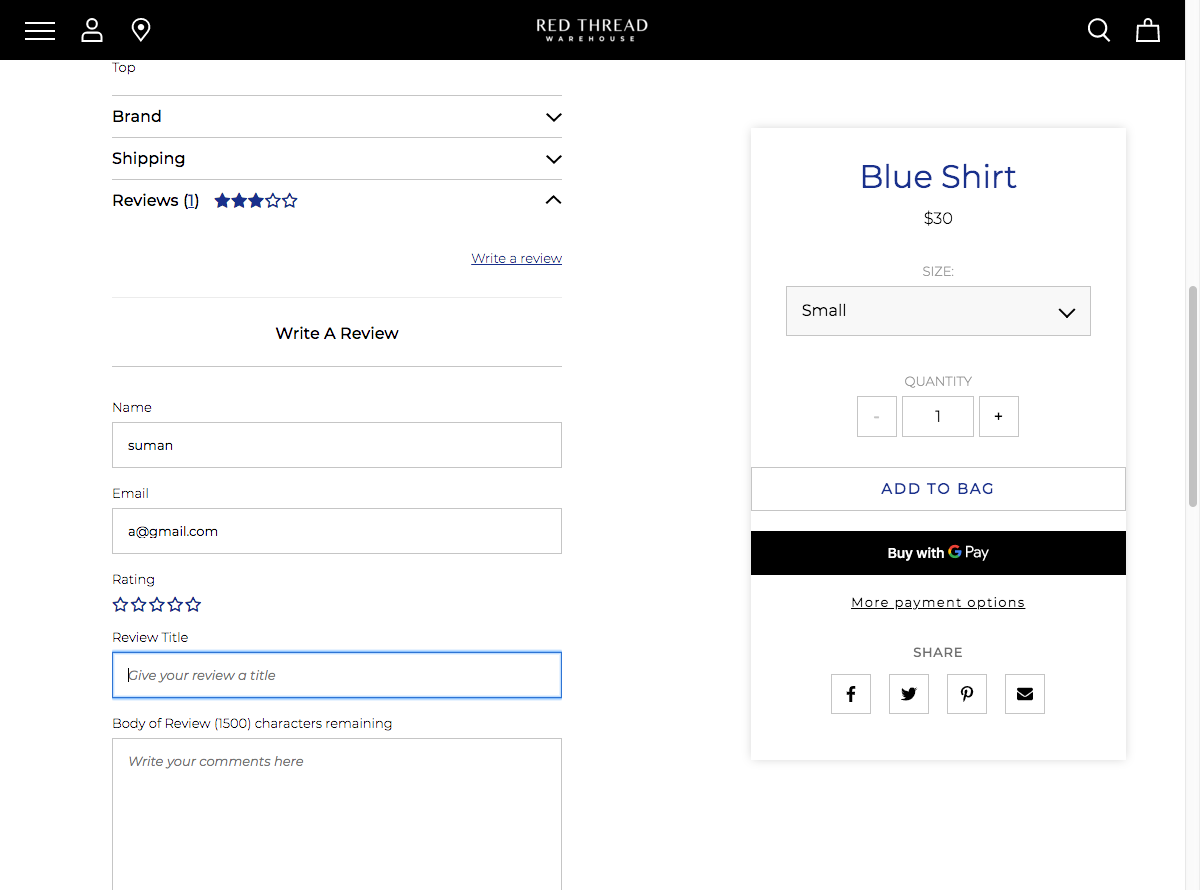 RED THREAD
WAREHOUSE
Top
Brand
Shipping
Reviews (1)
Write a review
Write A Review
Name
suman
Email
a@gmail.com
Rating
Review Title
Give your review a title
Body of Review (1500) characters remaining
Write your comments here
Blue Shirt
$30
SIZE:
Small
QUANTITY
- 1 +
ADD TO BAG
Buy with G Pay
More payment options
SHARE